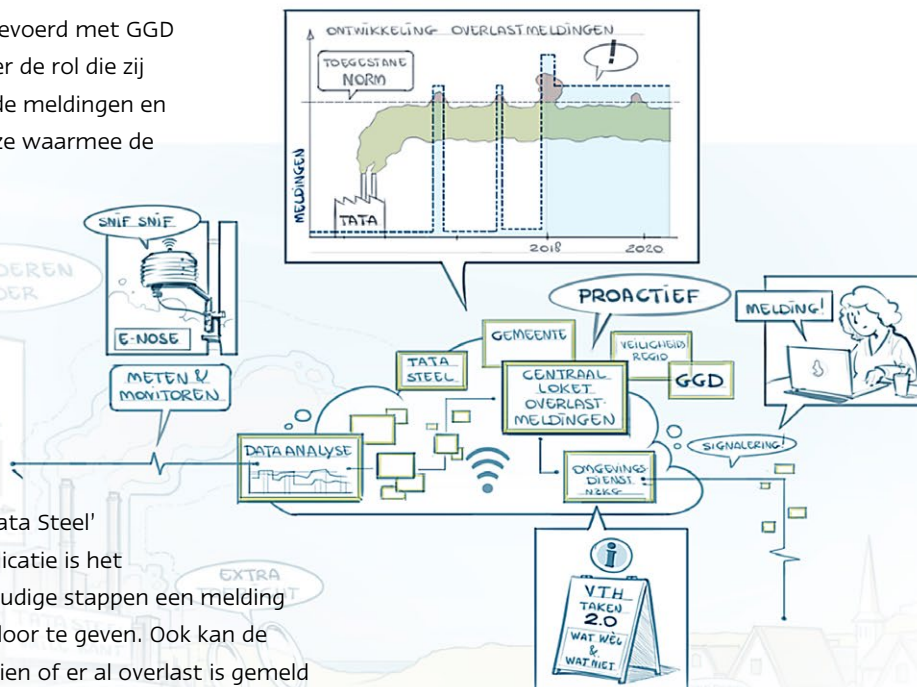 evoerd met GGD
er de rol die zij
de meldingen en
ze waarmee de
ONTWIKKELING OVERLASTMELDINGEN
TOEGESTANE
NORM
!
MELDINGEN
TATA
2018
2020
SNIF SNIF
E-NOSE
METEN &
MONITOREN
DEREN
DER
PROACTIEF
MELDING!
GEMEENTE
TATA
STEEL
VEILIGHEIDS
REGIO
GGD
CENTRAAL
LOKET
OVERLAST-
MELDINGEN
DATA ANALYSE
SIGNALERING!
OMGEVINGS
DIENST
NZKG
i
V.T.H
TAKEN
2.0
WAT WÈL
&
WAT NIET.
EXTRA
ata Steel'
icatie is het
udige stappen een melding
door te geven. Ook kan de
ien of er al overlast is gemeld